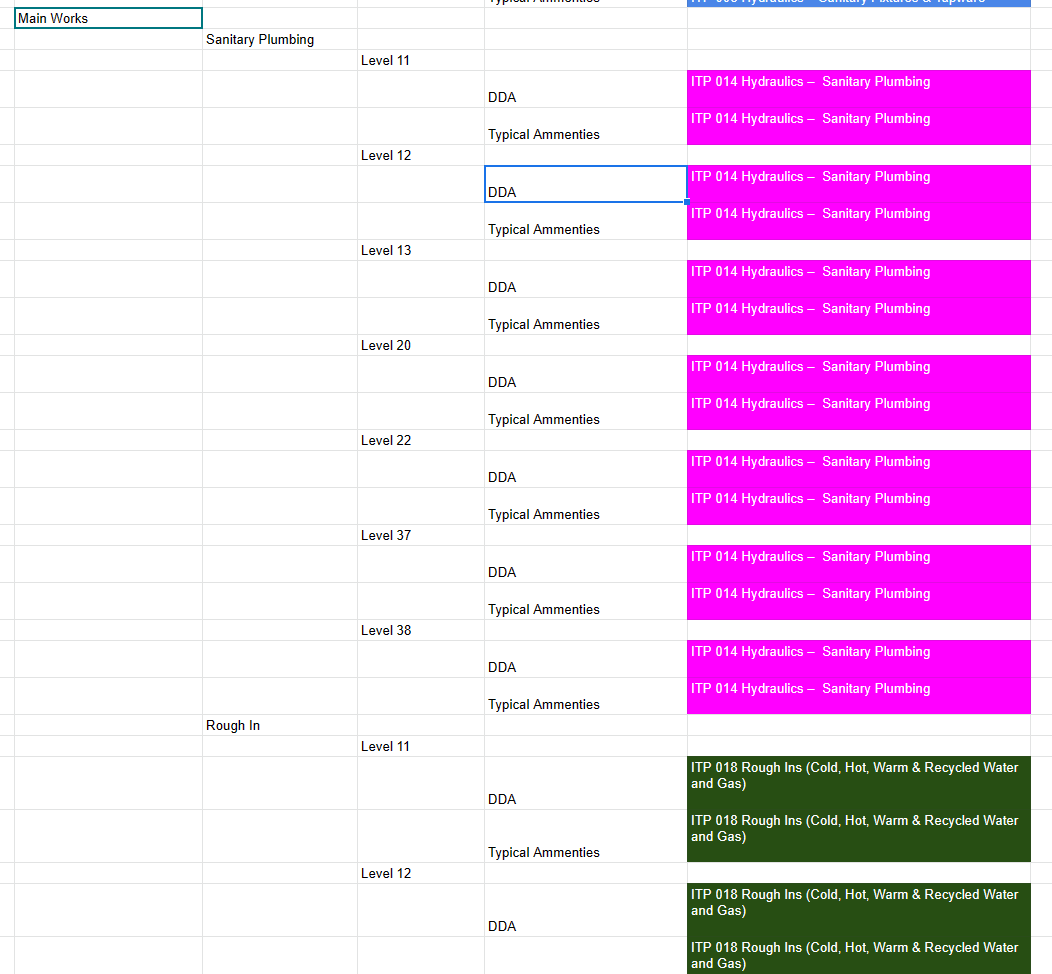 Typical Ammenties ITP 006 Hydraulics – Sanitary Fixtures & Tapware
Main Works
Sanitary Plumbing
Level 11
ITP 014 Hydraulics –  Sanitary Plumbing
DDA
ITP 014 Hydraulics –  Sanitary Plumbing
Typical Ammenties
Level 12
ITP 014 Hydraulics –  Sanitary Plumbing
DDA
ITP 014 Hydraulics –  Sanitary Plumbing
Typical Ammenties
Level 13
ITP 014 Hydraulics –  Sanitary Plumbing
DDA
ITP 014 Hydraulics –  Sanitary Plumbing
Typical Ammenties
Level 20
ITP 014 Hydraulics –  Sanitary Plumbing
DDA
ITP 014 Hydraulics –  Sanitary Plumbing
Typical Ammenties
Level 22
ITP 014 Hydraulics –  Sanitary Plumbing
DDA
ITP 014 Hydraulics –  Sanitary Plumbing
Typical Ammenties
Level 37
ITP 014 Hydraulics –  Sanitary Plumbing
DDA
ITP 014 Hydraulics –  Sanitary Plumbing
Typical Ammenties
Level 38
ITP 014 Hydraulics –  Sanitary Plumbing
DDA
ITP 014 Hydraulics –  Sanitary Plumbing
Typical Ammenties
Rough In
Level 11
ITP 018 Rough Ins (Cold, Hot, Warm & Recycled Water
and Gas)
DDA
ITP 018 Rough Ins (Cold, Hot, Warm & Recycled Water
and Gas)
Typical Ammenties
Level 12
ITP 018 Rough Ins (Cold, Hot, Warm & Recycled Water
and Gas)
DDA
ITP 018 Rough Ins (Cold, Hot, Warm & Recycled Water
and Gas)